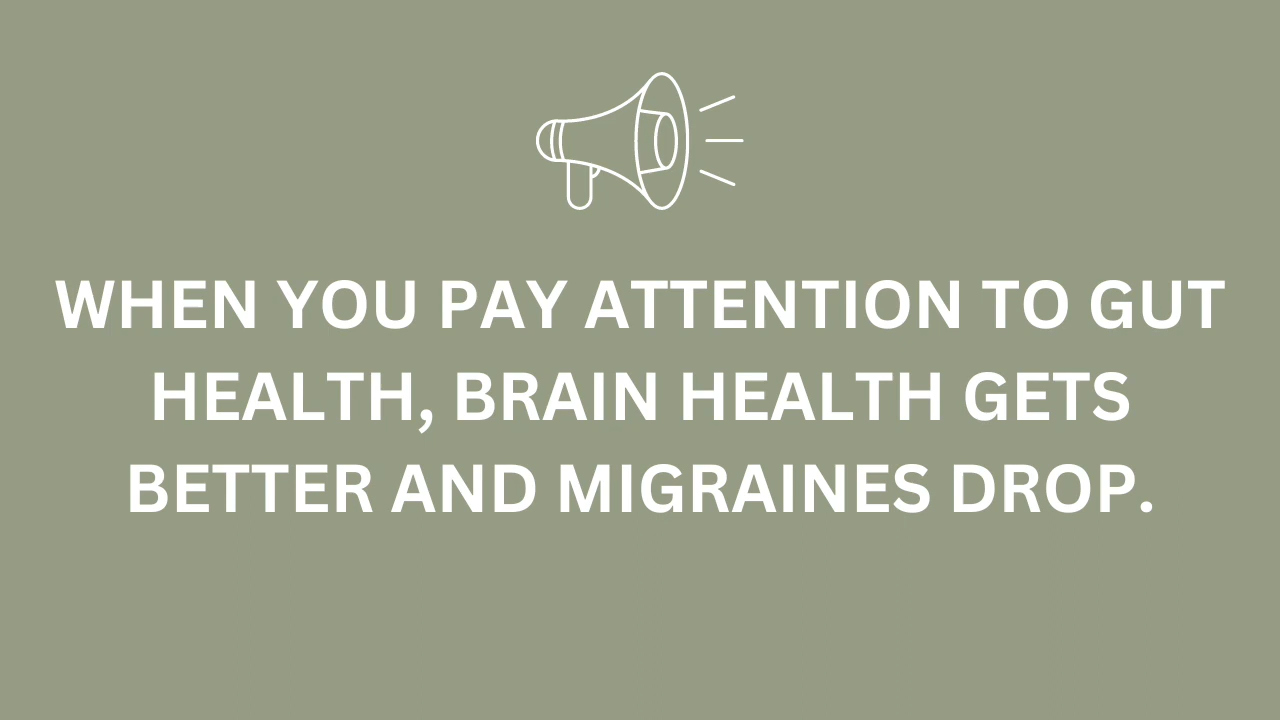 WHEN YOU PAY ATTENTION TO GUT
HEALTH, BRAIN HEALTH GETS
BETTER AND MIGRAINES DROP.